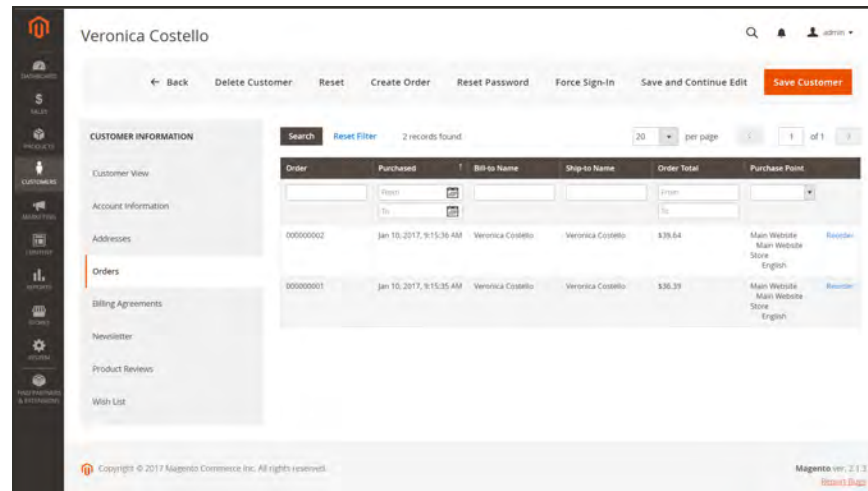 Veronica Costello
admin
← Back Delete Customer Reset Create Order Reset Password Force Sign-In Save and Continue Edit Save Customer
DASHBOARD
SALES
PRODUCTS
CUSTOMERS
MARKETING
CONTENT
REPORTS
STORES
SYSTEM
FIND PARTNERS
& EXTENSIONS
CUSTOMER INFORMATION
Customer View
Account Information
Addresses
Orders
Billing Agreements
Newsletter
Product Reviews
Wish List
Search Reset Filter 2 records found 20 per page 1 of 1
Order Purchased ↑ Bill-to Name Ship-to Name Order Total Purchase Point
From From
To To
000000002 Jan 10, 2017, 9:15:36 AM Veronica Costello Veronica Costello $39.64 Main Website Reorder
Main Website
Store
English
000000001 Jan 10, 2017, 9:15:35 AM Veronica Costello Veronica Costello $36.39 Main Website Reorder
Main Website
Store
English
Copyright © 2017 Magento Commerce Inc. All rights reserved. Magento ver. 2.1.3
Report Bugs